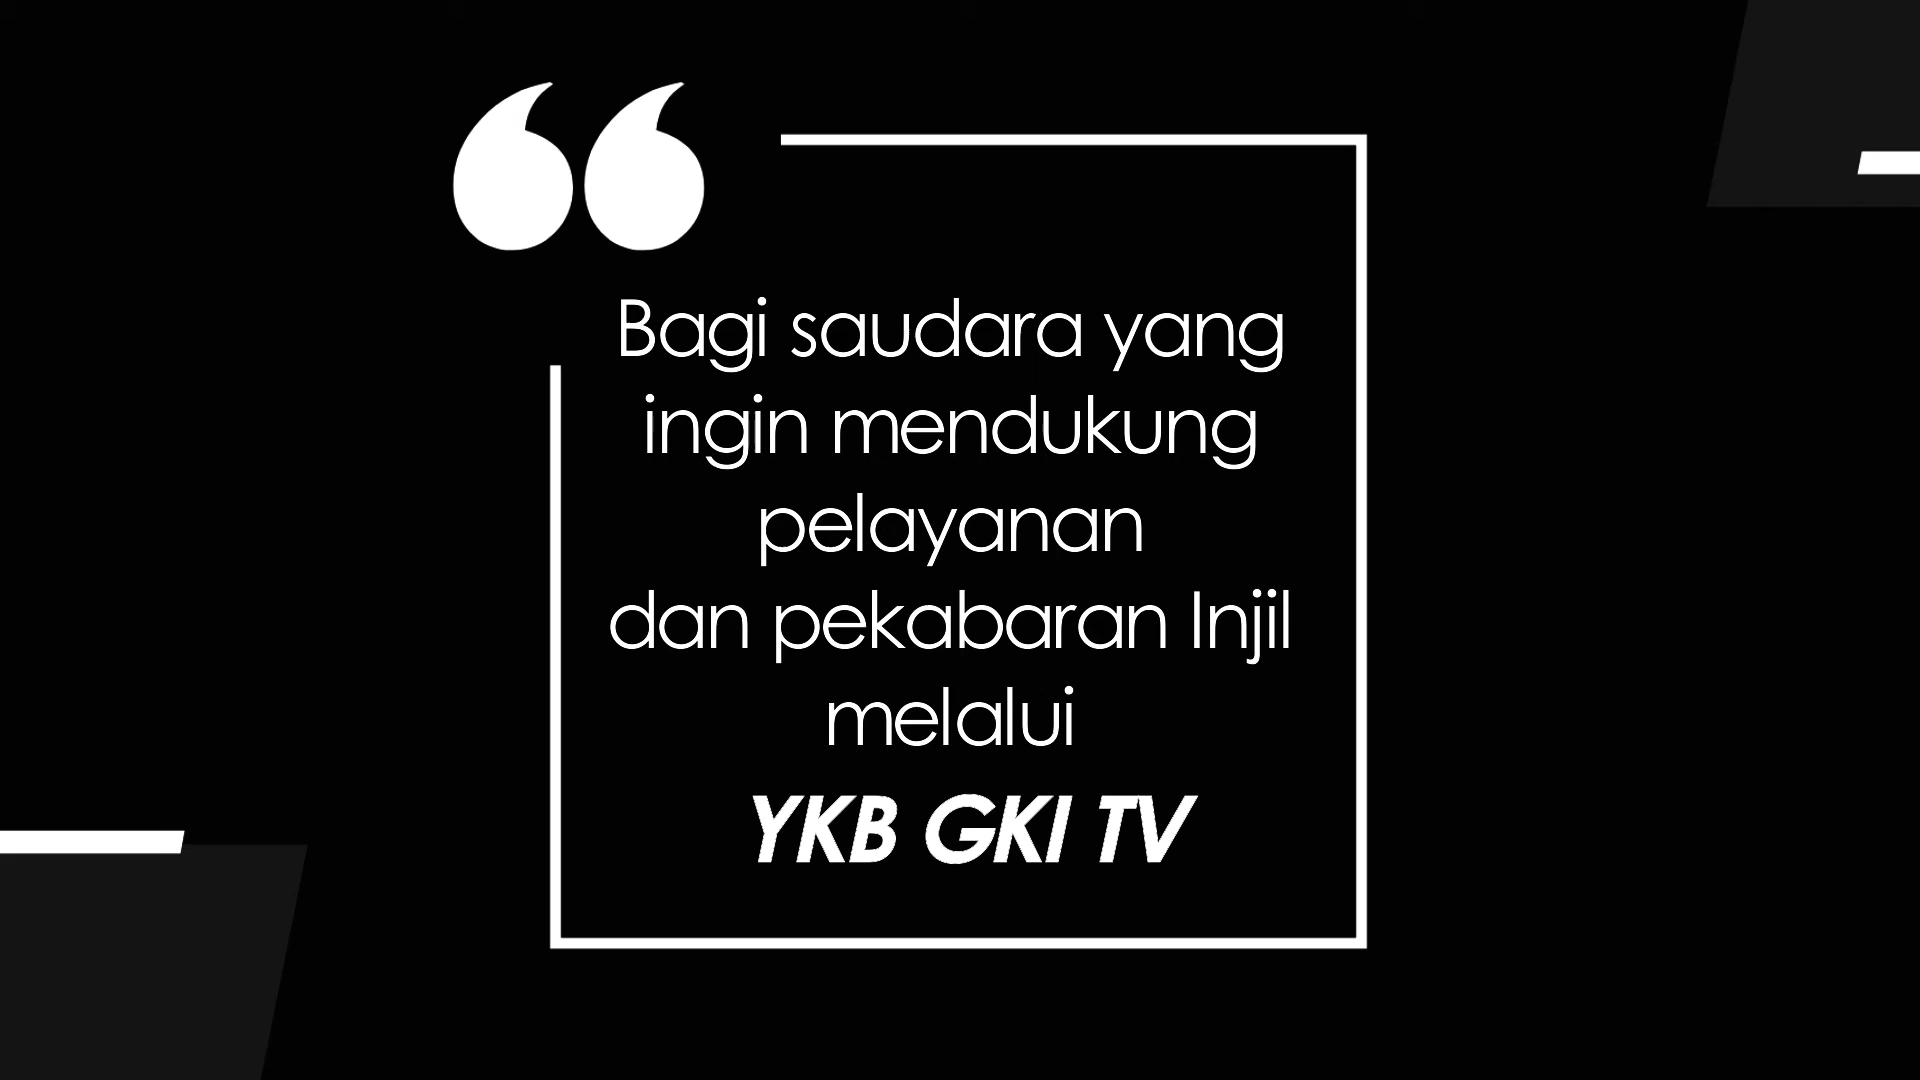 Bagi saudara yang
ingin mendukung
pelayanan
dan pekabaran Injil
melalui
YKB GKI TV